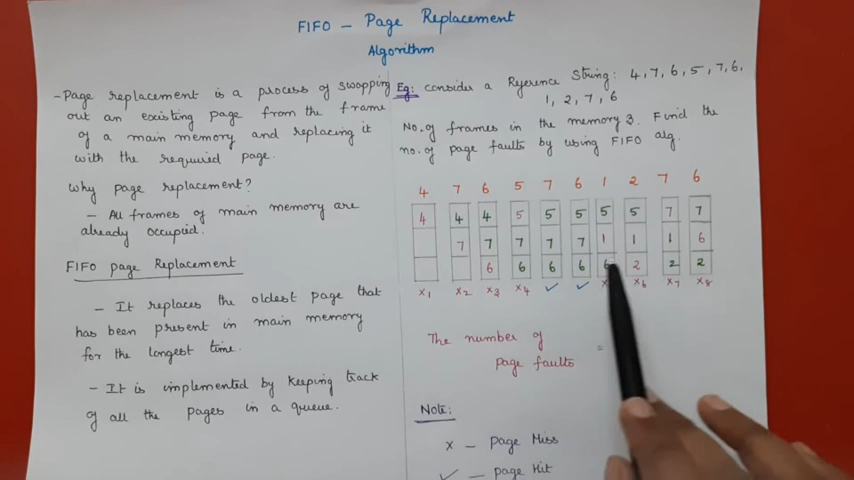 FIFO - Page Replacement
Algorithm
- Page replacement is a process of swopping
out an existing page from the frame
of a main memory and replacing it
with the required page.
why page replacement?
- All frames of main memory are
already occupied.
FIFO page Replacement
- It replaces the oldest page that
has been present in main memory
for the longest time.
- It is implemented by keeping track
of all the pages in a queue.
Eg: consider a Reference String: 4, 7, 6, 5, 7, 6,
1, 2, 7, 6
No. of frames in the memory 3. Find the
no. of page faults by using FIFO alg.
4 7 6 5 7 6 1 2 7 6
4 4 4 5 5 5 5 5 7 7
7 7 7 7 7 1 1 1 6
6 6 6 6 6 2 2 2
x1 x2 x3 x4 ✓ ✓ x x6 x7 x8
The number of
page faults =
Note:
x - page Miss
✓ - page Hit